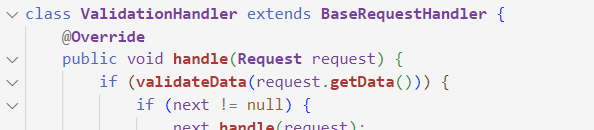 class ValidationHandler extends BaseRequestHandler {
    @Override
    public void handle(Request request) {
        if (validateData(request.getData())) {
            if (next != null) {
                next.handle(request);